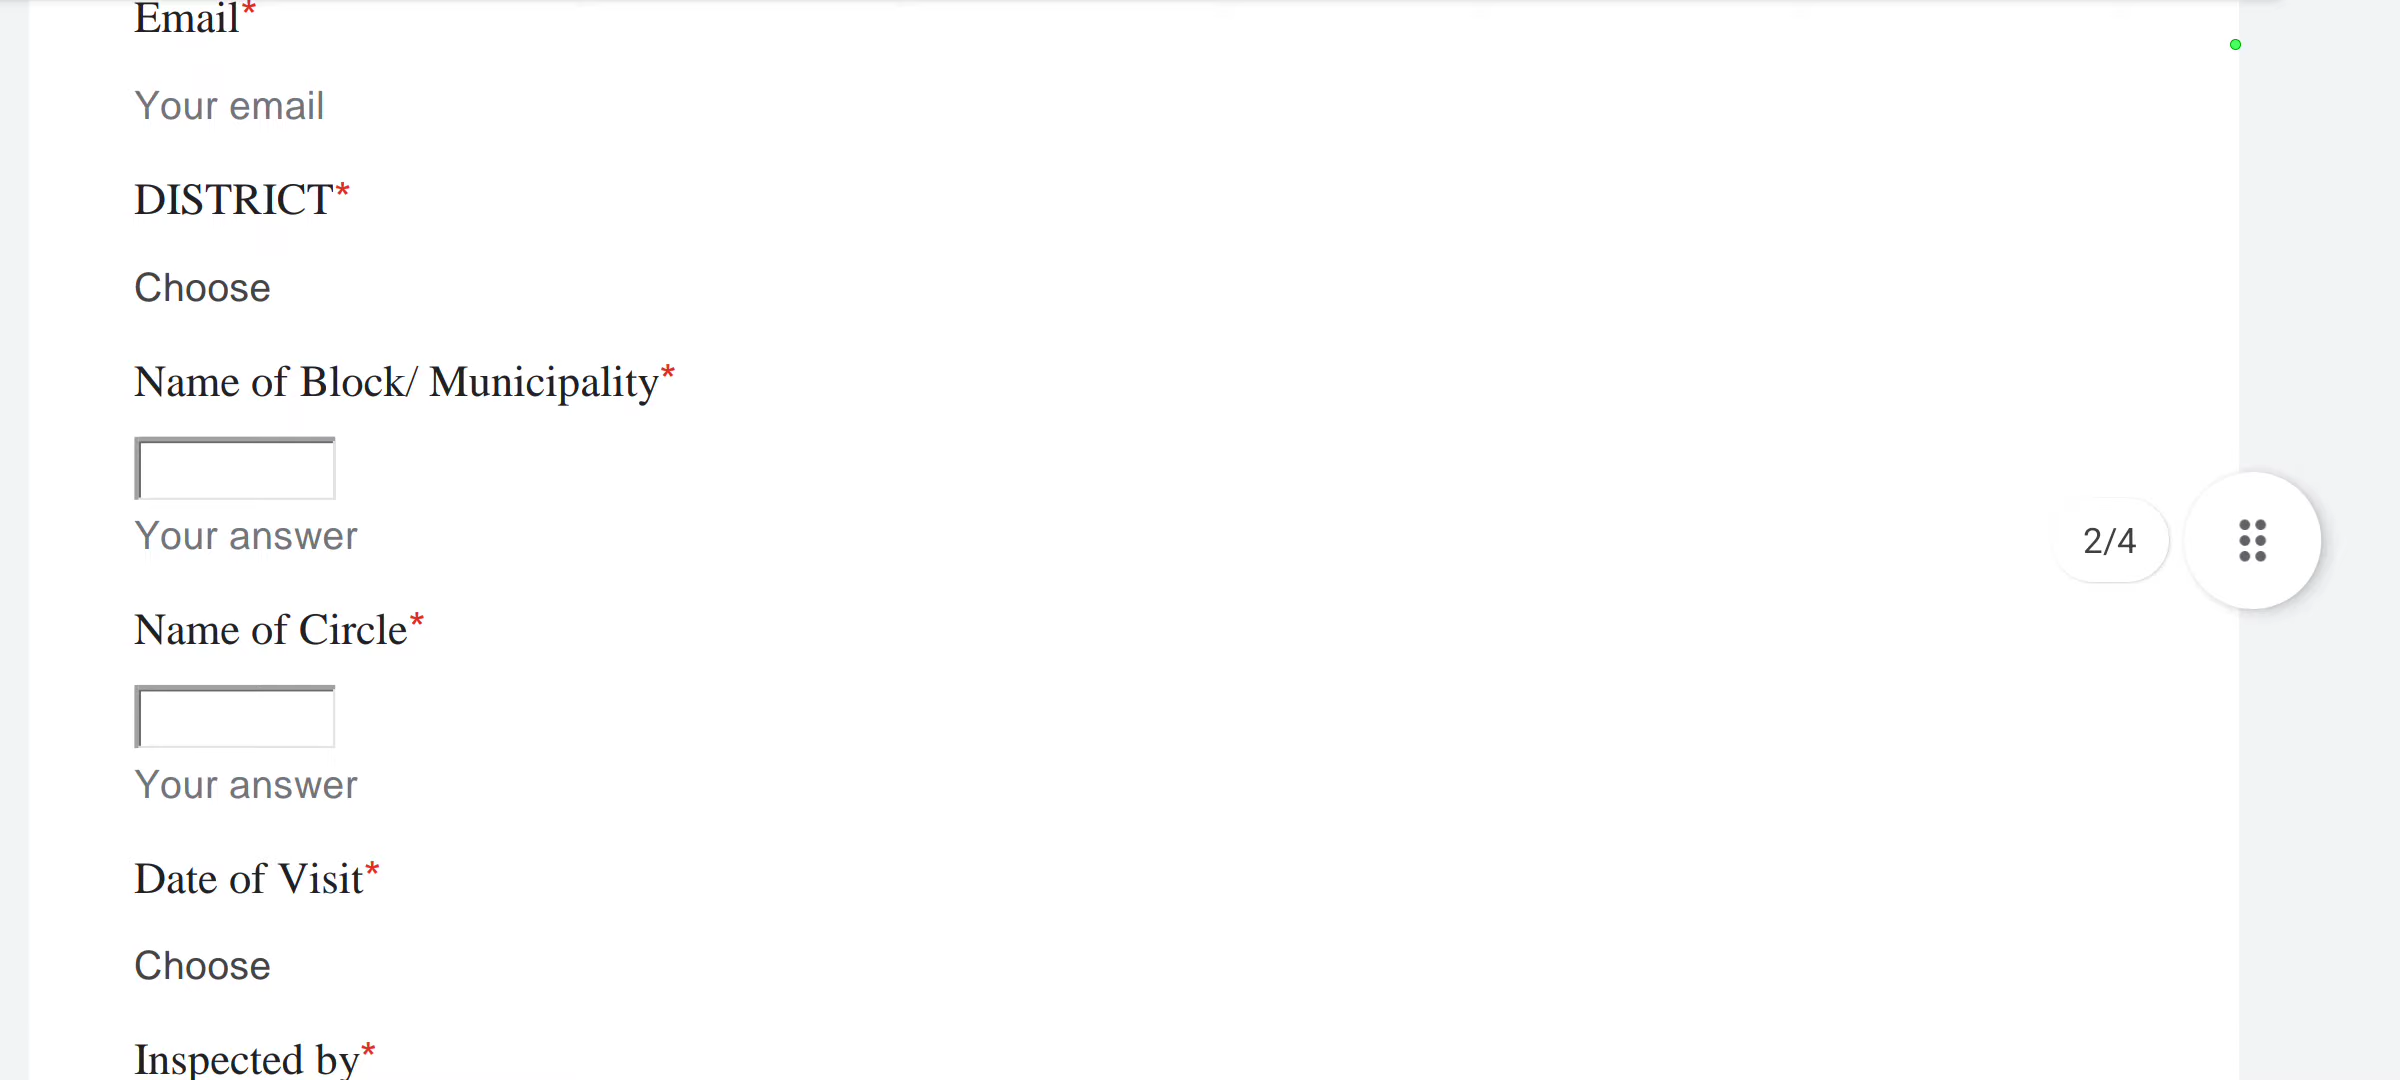 Email*
Your email
DISTRICT*
Choose
Name of Block/ Municipality*
Your answer
2/4
Name of Circle*
Your answer
Date of Visit*
Choose
Inspected by*